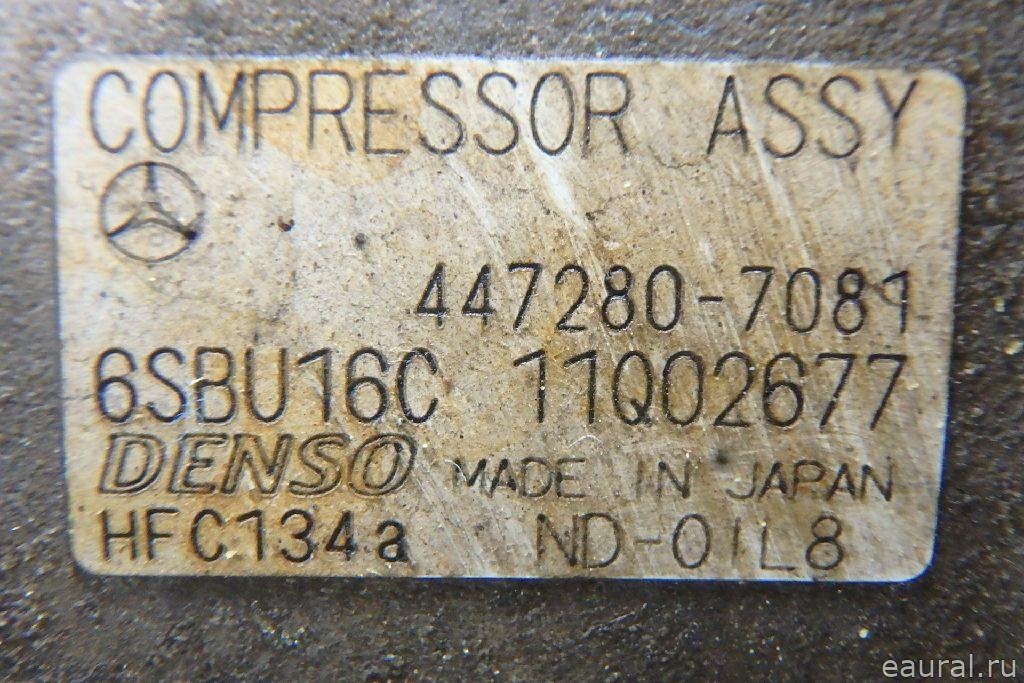 COMPRESSOR ASSY
447280-7081
6SBU16C 11Q02677
DENSO MADE IN JAPAN
HFC134a ND-OIL8
eaural.ru